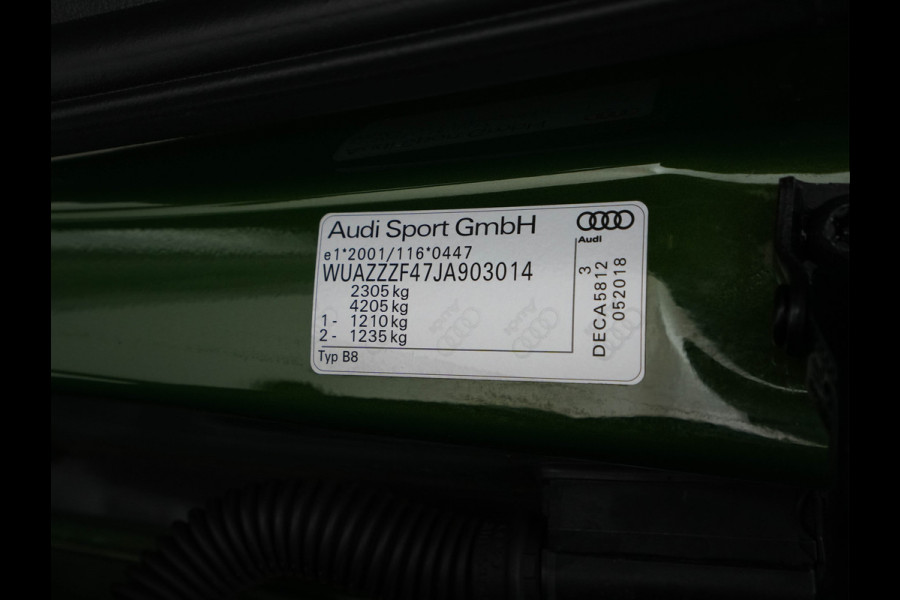 Audi Sport GmbH
e1*2001/116*0447
WUAZZZF47JA903014
2305 kg
4205 kg
1 - 1210 kg
2 - 1235 kg
Typ B8
Audi
3
DECA5812
052018